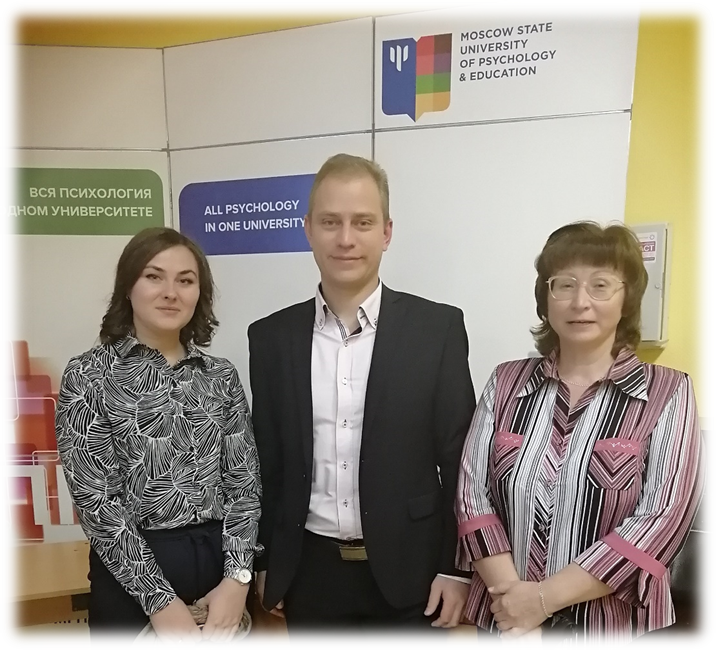 MOSCOW STATE
UNIVERSITY
OF PSYCHOLOGY
& EDUCATION
ВСЯ ПСИХОЛОГИЯ
ДНОМ УНИВЕРСИТЕТЕ
ALL PSYCHOLOGY
IN ONE UNIVERSITY